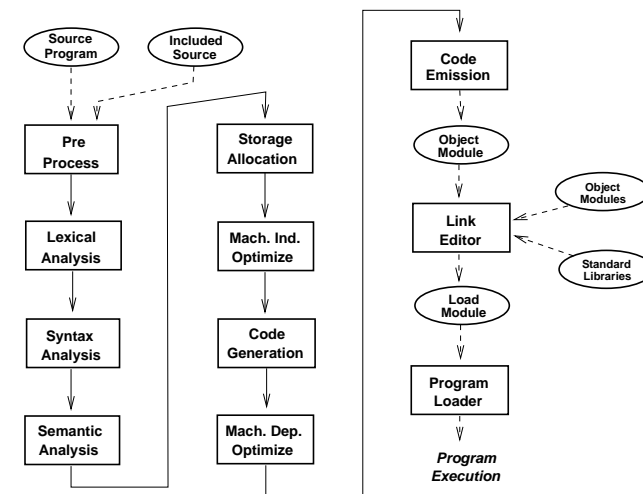 Source
Program
Included
Source
Pre
Process
Lexical
Analysis
Syntax
Analysis
Semantic
Analysis
Storage
Allocation
Mach. Ind.
Optimize
Code
Generation
Mach. Dep.
Optimize
Code
Emission
Object
Module
Link
Editor
Object
Modules
Standard
Libraries
Load
Module
Program
Loader
Program
Execution